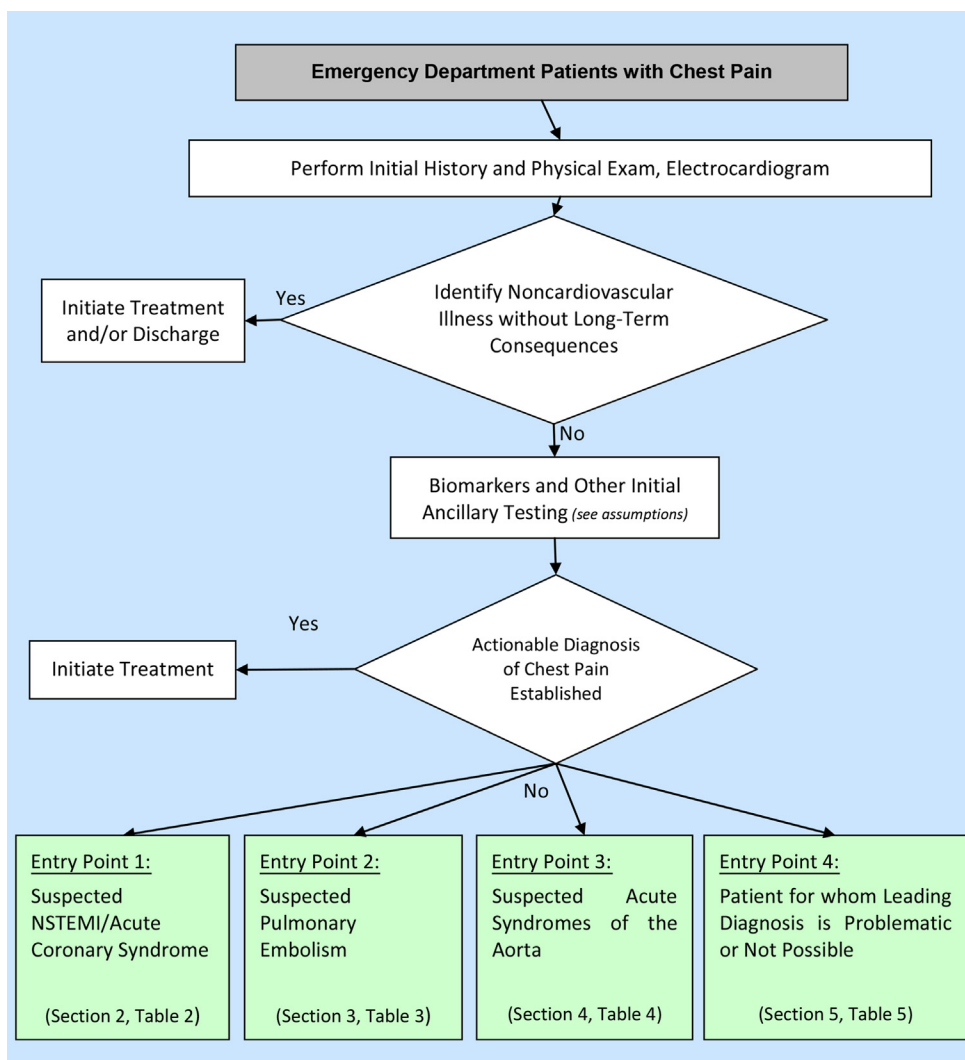 Emergency Department Patients with Chest Pain
Perform Initial History and Physical Exam, Electrocardiogram
Yes
Initiate Treatment
and/or Discharge
Identify Noncardiovascular
Illness without Long-Term
Consequences
No
Biomarkers and Other Initial
Ancillary Testing (see assumptions)
Yes
Initiate Treatment
Actionable Diagnosis
of Chest Pain
Established
No
Entry Point 1:
Suspected
NSTEMI/Acute
Coronary Syndrome
(Section 2, Table 2)
Entry Point 2:
Suspected
Pulmonary
Embolism
(Section 3, Table 3)
Entry Point 3:
Suspected Acute
Syndromes of the
Aorta
(Section 4, Table 4)
Entry Point 4:
Patient for whom Leading
Diagnosis is Problematic
or Not Possible
(Section 5, Table 5)